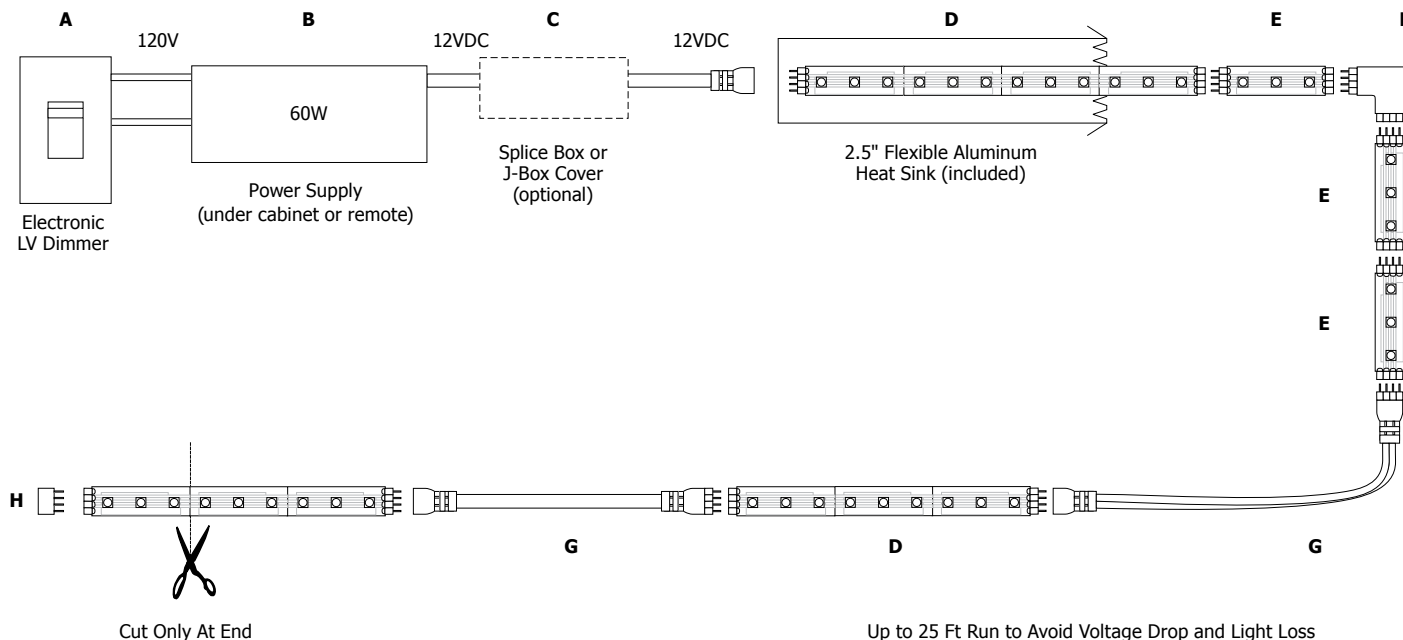 A
B
C
D
E
120V
12VDC
12VDC
60W
Electronic
LV Dimmer
Power Supply
(under cabinet or remote)
Splice Box or
J-Box Cover
(optional)
2.5" Flexible Aluminum
Heat Sink (included)
E
E
H
G
D
G
Cut Only At End
Up to 25 Ft Run to Avoid Voltage Drop and Light Loss